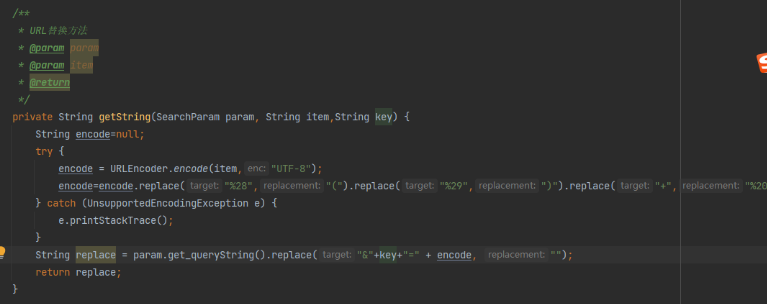 /**
 * URL替换方法
 * @param param
 * @param item
 * @return
 */
private String getString(SearchParam param, String item,String key) {
    String encode=null;
    try {
        encode = URLEncoder.encode(item, enc: "UTF-8");
        encode=encode.replace( target: "%28", replacement: "(").replace( target: "%29", replacement: ")").replace( target: "+", replacement: "%20
    } catch (UnsupportedEncodingException e) {
        e.printStackTrace();
    }
    String replace = param.get_queryString().replace( target: "&"+key+"=" + encode, replacement: "");
    return replace;
}